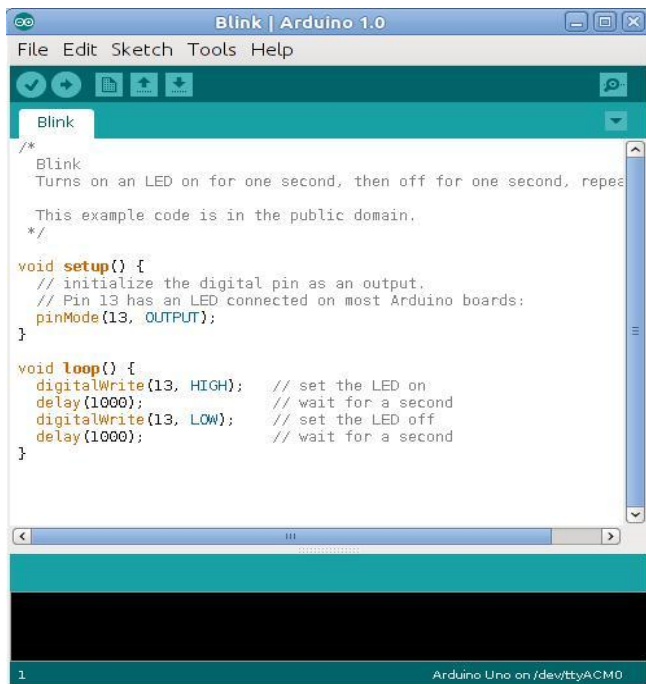 Blink | Arduino 1.0
File Edit Sketch Tools Help
Blink
/*
  Blink
  Turns on an LED on for one second, then off for one second, repea

  This example code is in the public domain.
 */

void setup() {
  // initialize the digital pin as an output.
  // Pin 13 has an LED connected on most Arduino boards:
  pinMode(13, OUTPUT);
}

void loop() {
  digitalWrite(13, HIGH);   // set the LED on
  delay(1000);              // wait for a second
  digitalWrite(13, LOW);    // set the LED off
  delay(1000);              // wait for a second
}
1 Arduino Uno on /dev/ttyACM0